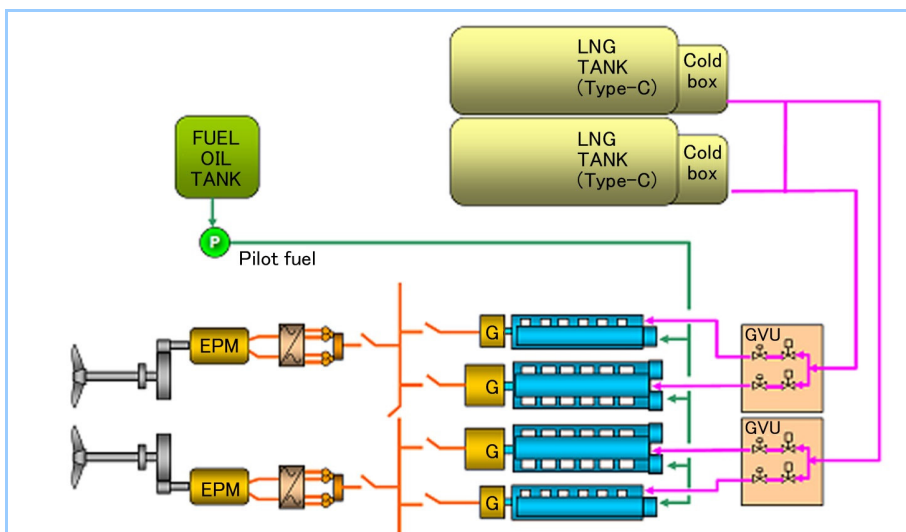 LNG
TANK
(Type-C)
Cold
box
LNG
TANK
(Type-C)
Cold
box
FUEL
OIL
TANK
P
Pilot fuel
EPM
G
GVU
G
G
GVU
EPM
G